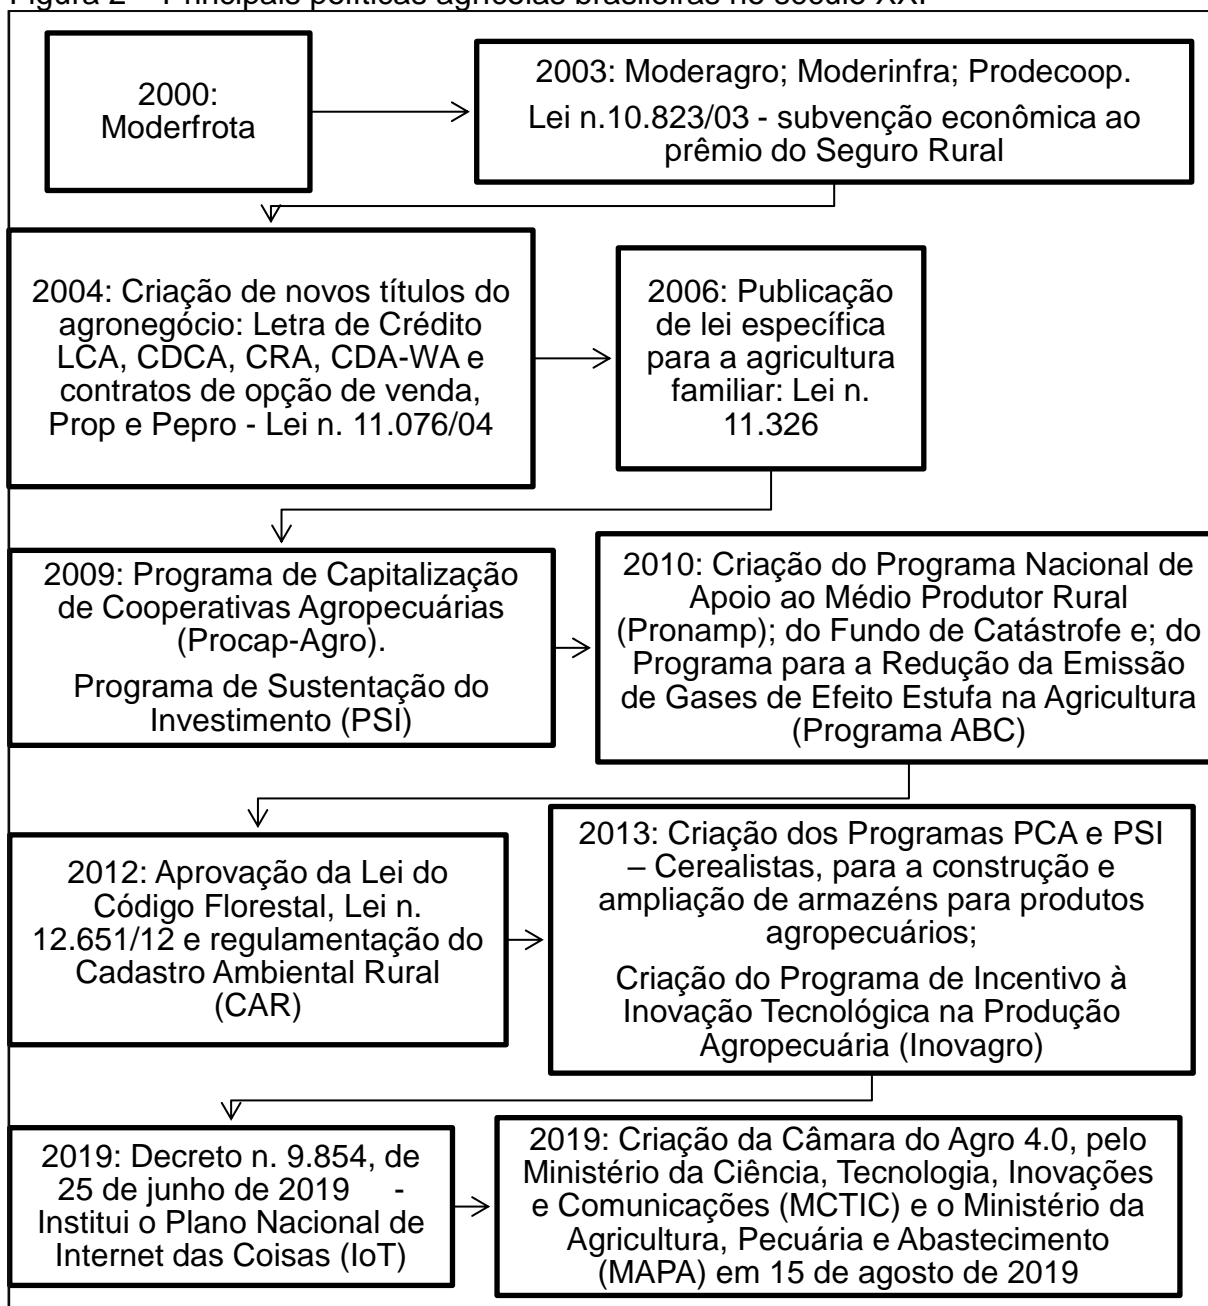 Figura 2 – Principais políticas agrícolas brasileiras no século XXI
2000:
Moderfrota
2003: Moderagro; Moderinfra; Prodecoop.
Lei n.10.823/03 - subvenção econômica ao
prêmio do Seguro Rural
2004: Criação de novos títulos do
agronegócio: Letra de Crédito
LCA, CDCA, CRA, CDA-WA e
contratos de opção de venda,
Prop e Pepro - Lei n. 11.076/04
2006: Publicação
de lei específica
para a agricultura
familiar: Lei n.
11.326
2009: Programa de Capitalização
de Cooperativas Agropecuárias
(Procap-Agro).
Programa de Sustentação do
Investimento (PSI)
2010: Criação do Programa Nacional de
Apoio ao Médio Produtor Rural
(Pronamp); do Fundo de Catástrofe e; do
Programa para a Redução da Emissão
de Gases de Efeito Estufa na Agricultura
(Programa ABC)
2012: Aprovação da Lei do
Código Florestal, Lei n.
12.651/12 e regulamentação do
Cadastro Ambiental Rural
(CAR)
2013: Criação dos Programas PCA e PSI
– Cerealistas, para a construção e
ampliação de armazéns para produtos
agropecuários;
Criação do Programa de Incentivo à
Inovação Tecnológica na Produção
Agropecuária (Inovagro)
2019: Decreto n. 9.854, de
25 de junho de 2019 -
Institui o Plano Nacional de
Internet das Coisas (IoT)
2019: Criação da Câmara do Agro 4.0, pelo
Ministério da Ciência, Tecnologia, Inovações
e Comunicações (MCTIC) e o Ministério da
Agricultura, Pecuária e Abastecimento
(MAPA) em 15 de agosto de 2019